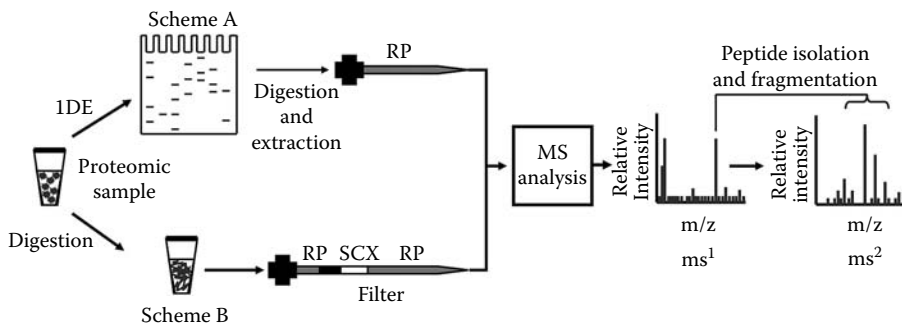 Scheme A
1DE
RP
Digestion
and
extraction
Proteomic
sample
Digestion
Scheme B
RP
SCX
RP
Filter
MS
analysis
Peptide isolation
and fragmentation
Relative
Intensity
m/z
ms¹
Relative
intensity
m/z
ms²